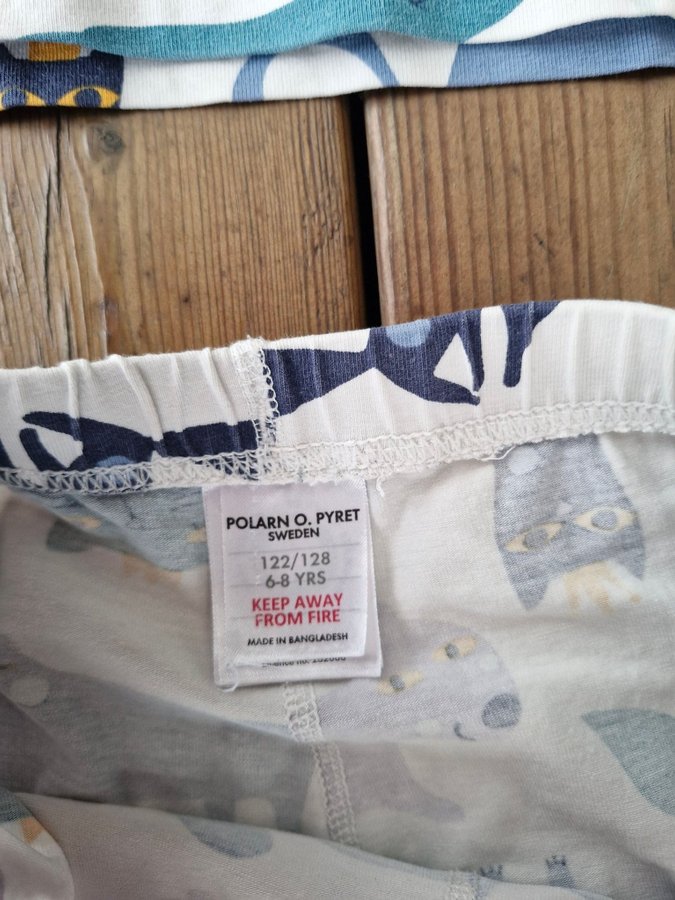 POLARN O. PYRET
SWEDEN
122/128
6-8 YRS
KEEP AWAY
FROM FIRE
MADE IN BANGLADESH